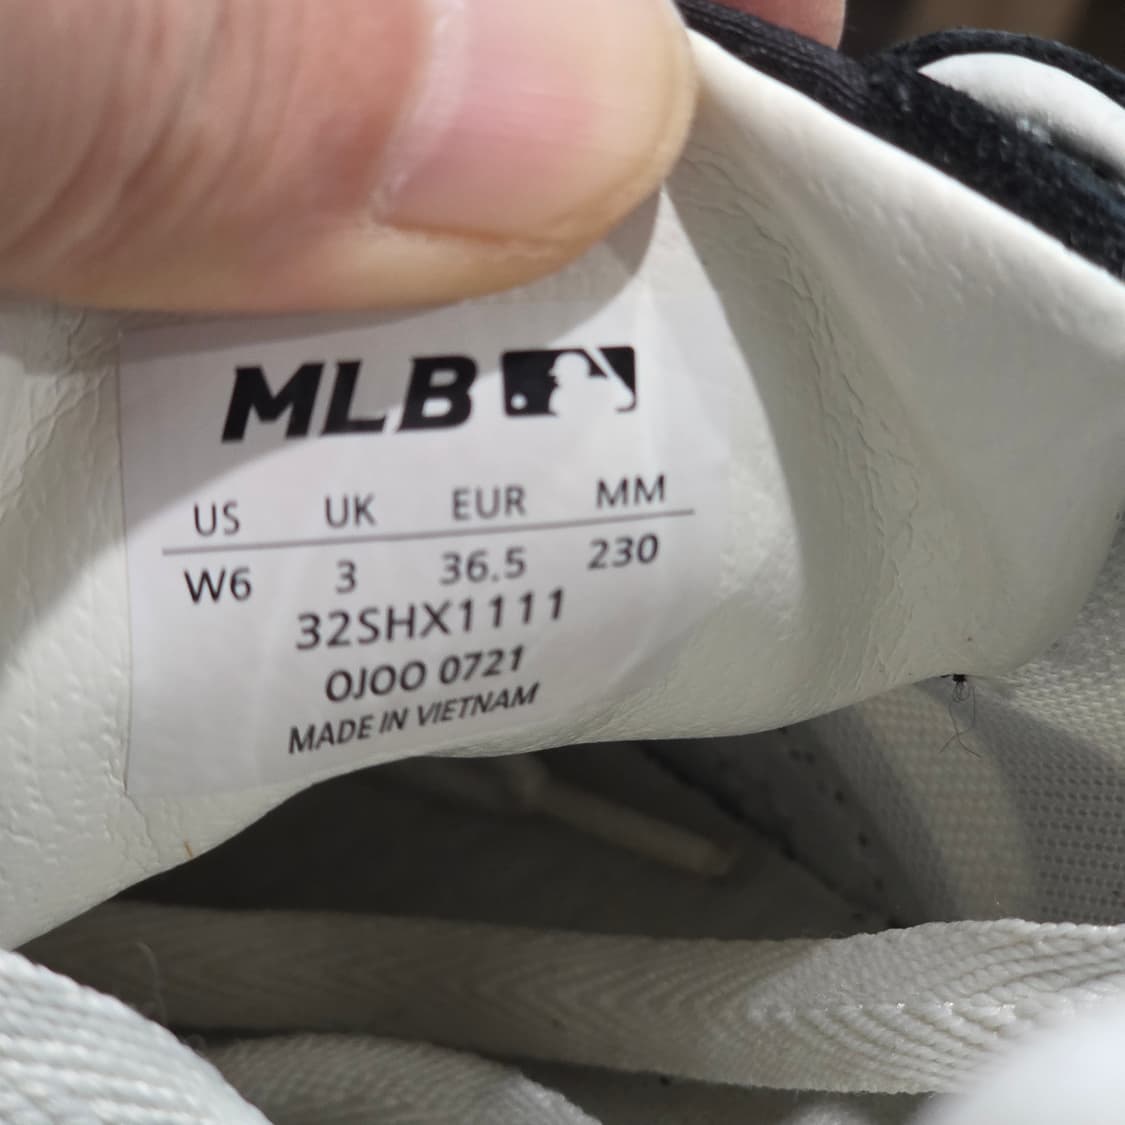 MLB
US UK EUR MM
W6 3 36.5 230
32SHX1111
OJOO 0721
MADE IN VIETNAM